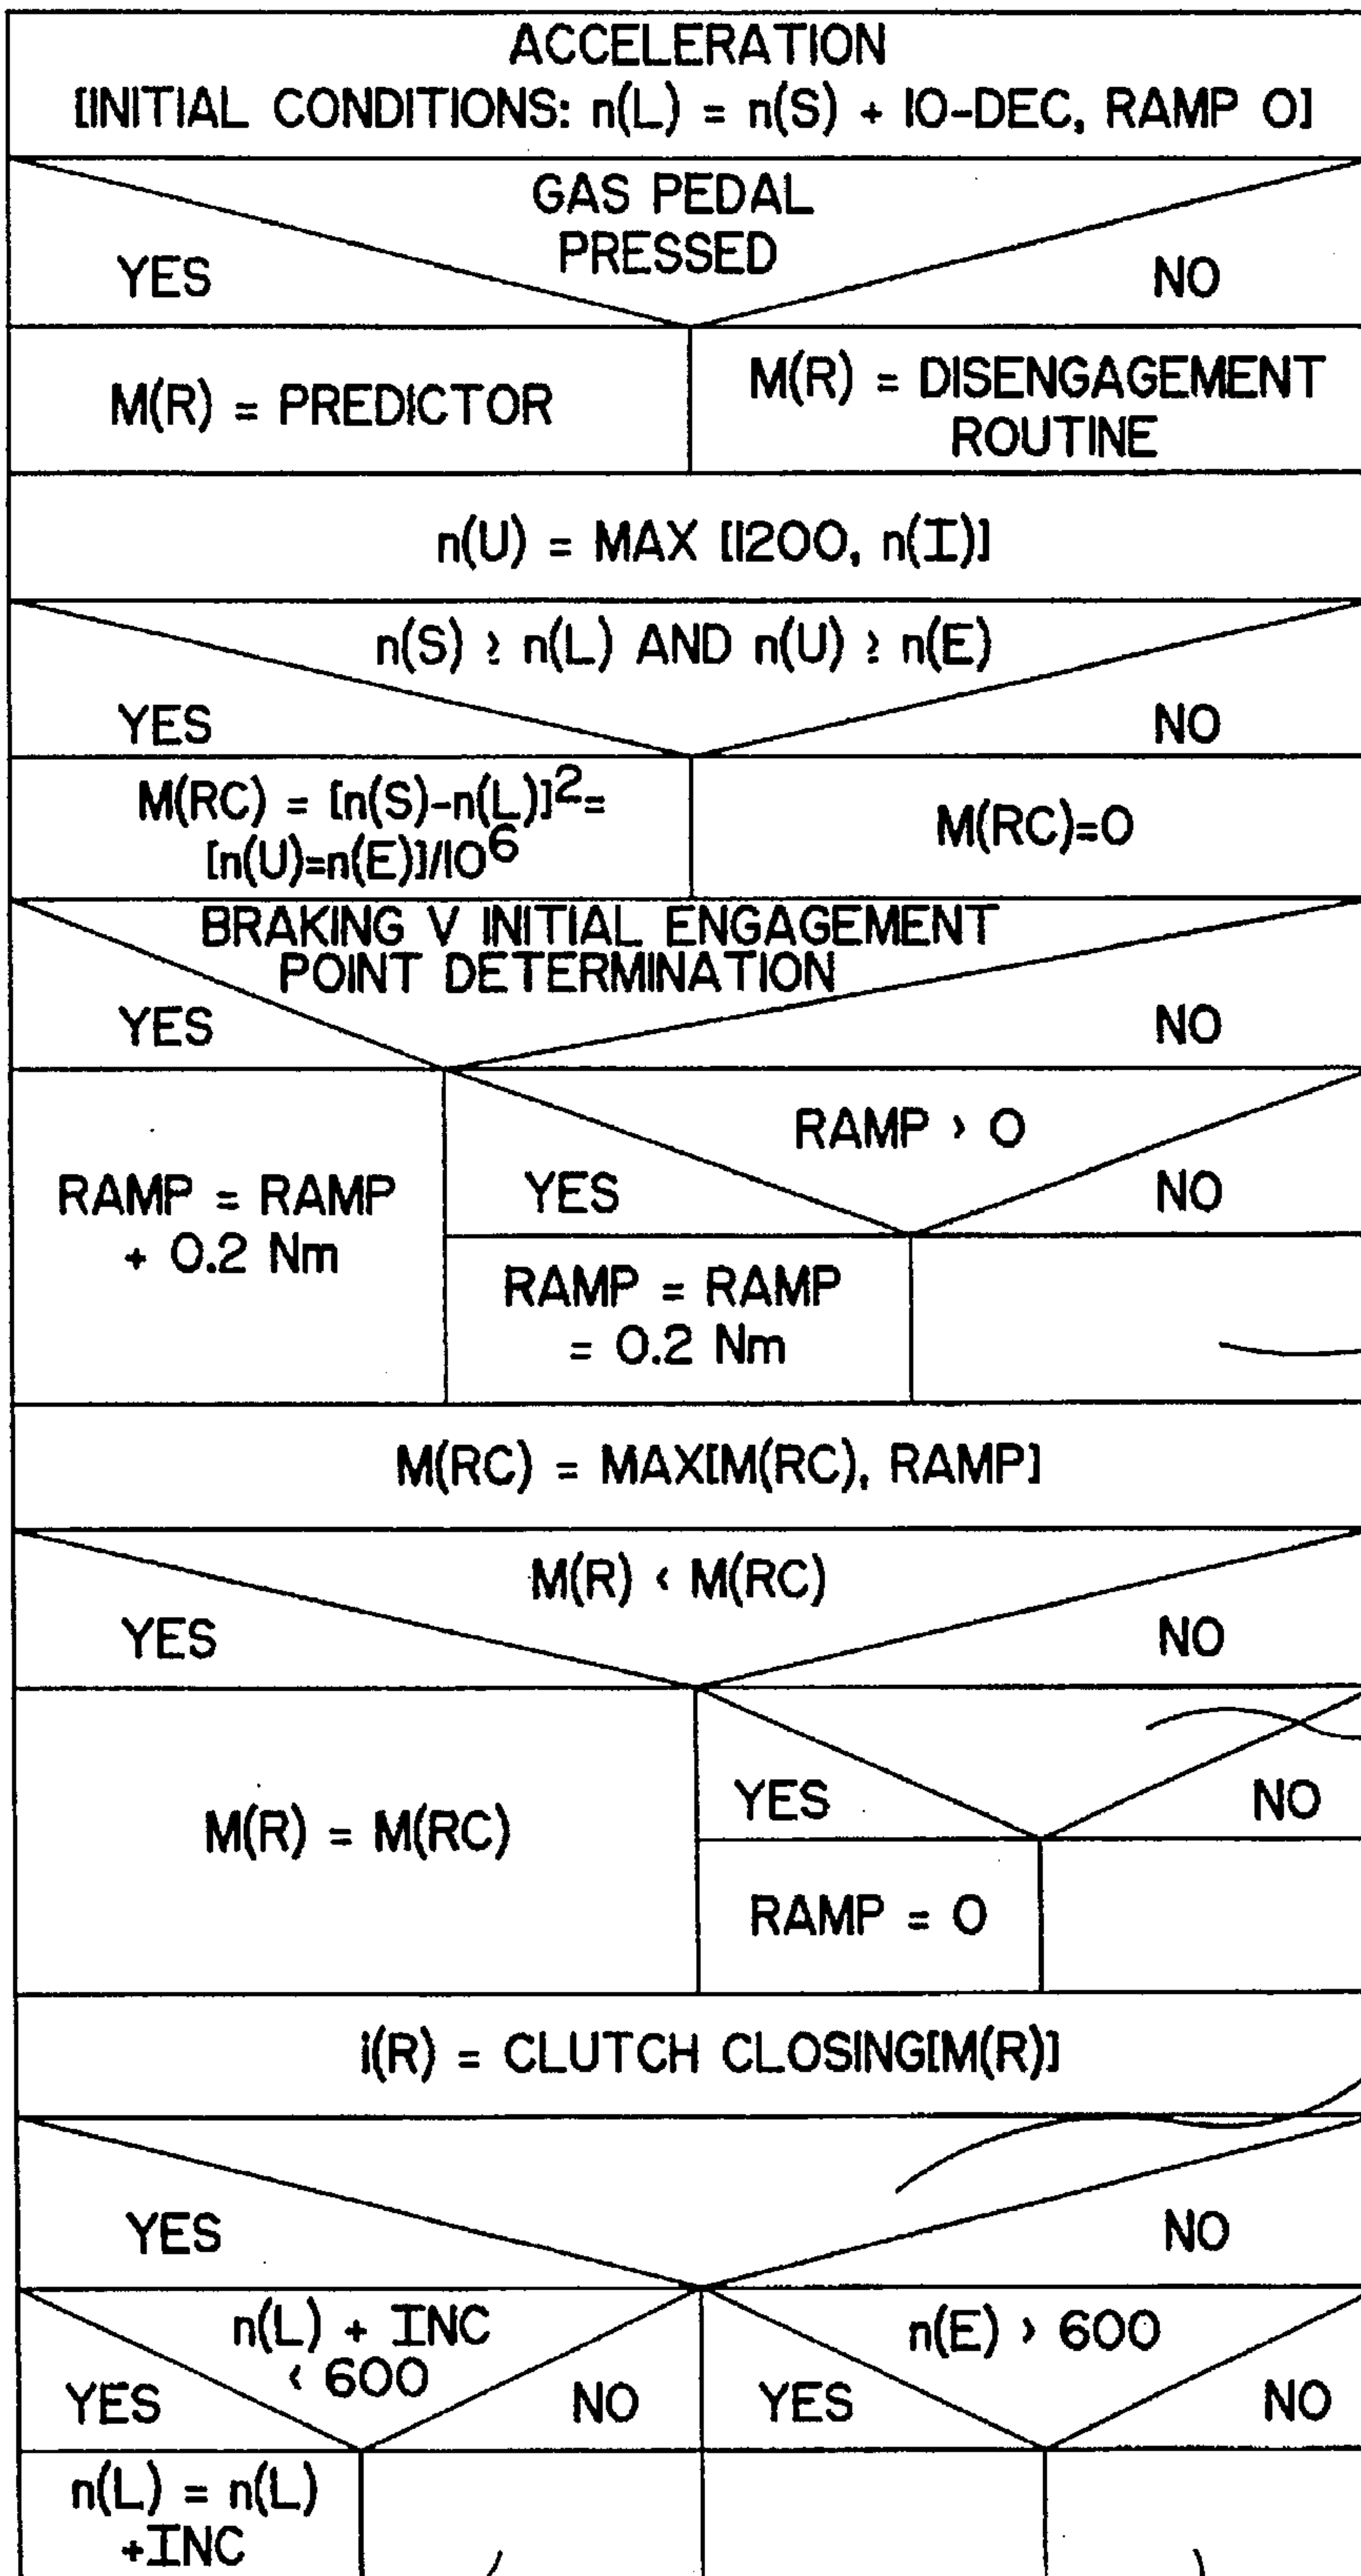 ACCELERATION
[INITIAL CONDITIONS: n(L) = n(S) + 10-DEC, RAMP 0]
GAS PEDAL
PRESSED
YES
NO
M(R) = PREDICTOR
M(R) = DISENGAGEMENT
ROUTINE
n(U) = MAX [1200, n(I)]
n(S) ≥ n(L) AND n(U) ≥ n(E)
YES
NO
M(RC) = [n(S)-n(L)]²=
[n(U)=n(E)]/10⁶
M(RC)=0
BRAKING V INITIAL ENGAGEMENT
POINT DETERMINATION
YES
NO
RAMP > 0
YES
NO
RAMP = RAMP
+ 0.2 Nm
RAMP = RAMP
= 0.2 Nm
M(RC) = MAX[M(RC), RAMP]
M(R) < M(RC)
YES
NO
M(R) = M(RC)
YES
NO
RAMP = 0
i(R) = CLUTCH CLOSING[M(R)]
YES
NO
n(L) + INC
< 600
YES
NO
n(E) > 600
YES
NO
n(L) = n(L)
+INC